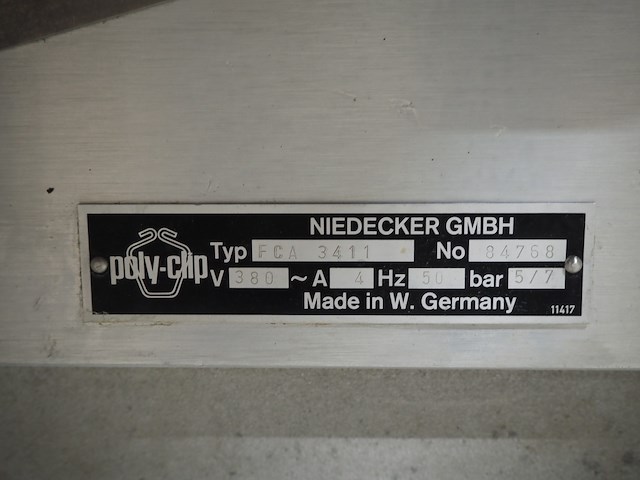 NIEDECKER GMBH
poly-clip
Typ FCA 3411 No 84768
V 380 ~ A 4 Hz 50 bar 5/7
Made in W. Germany
11417